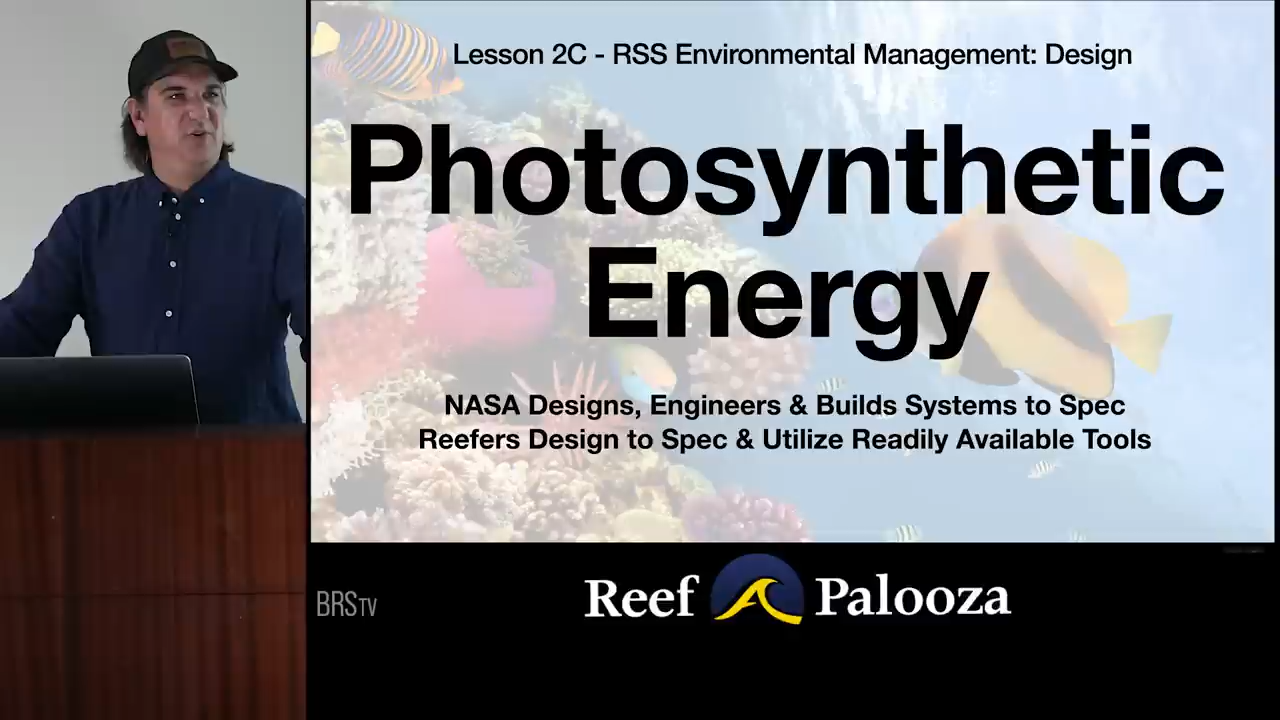 Lesson 2C - RSS Environmental Management: Design
Photosynthetic
Energy
NASA Designs, Engineers & Builds Systems to Spec
Reefers Design to Spec & Utilize Readily Available Tools
BRSTV
Reef Palooza